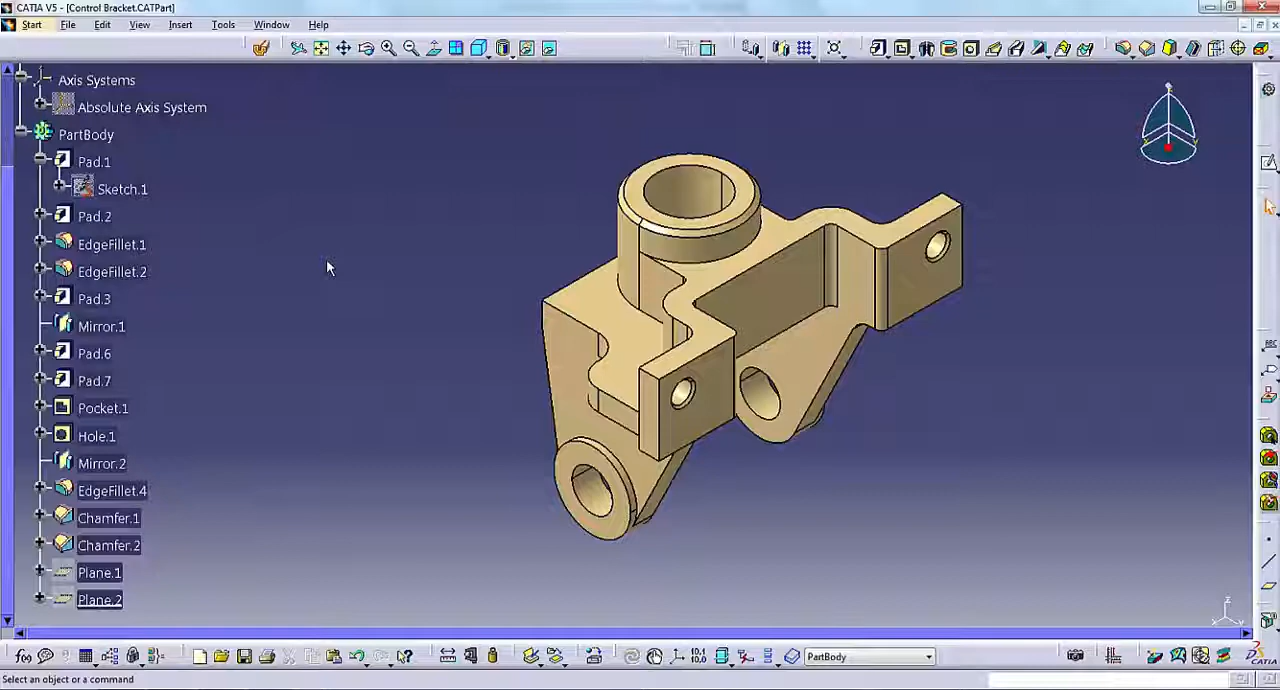 CATIA V5 - [Control Bracket.CATPart]
Start File Edit View Insert Tools Window Help
Axis Systems
Absolute Axis System
PartBody
Pad.1
Sketch.1
Pad.2
EdgeFillet.1
EdgeFillet.2
Pad.3
Mirror.1
Pad.6
Pad.7
Pocket.1
Hole.1
Mirror.2
EdgeFillet.4
Chamfer.1
Chamfer.2
Plane.1
Plane.2
PartBody
Select an object or a command
CATIA